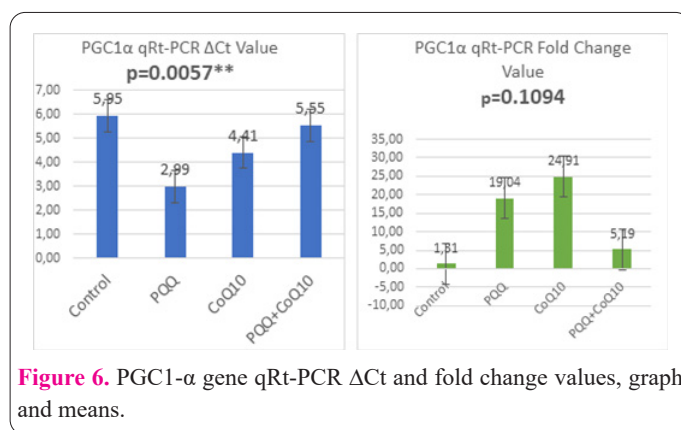 PGC1α qRt-PCR ΔCt Value
p=0.0057**
7,00
6,00
5,00
4,00
3,00
2,00
1,00
0,00
5,95
2,99
4,41
5,55
Control
PQQ
CoQ10
PQQ+CoQ10
PGC1α qRt-PCR Fold Change
Value
p=0.1094
35,00
30,00
25,00
20,00
15,00
10,00
5,00
0,00
-5,00
-10,00
1,31
19,04
24,91
5,19
Control
PQQ
CoQ10
PQQ+CoQ10
Figure 6. PGC1-α gene qRt-PCR ΔCt and fold change values, graph
and means.